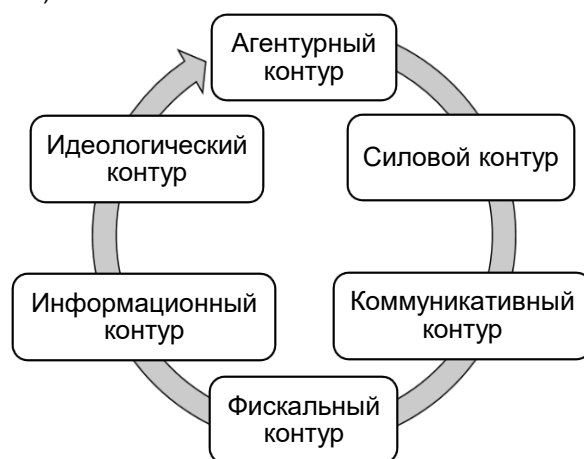 Агентурный
контур
Силовой контур
Коммуникативный
контур
Фискальный
контур
Информационный
контур
Идеологический
контур